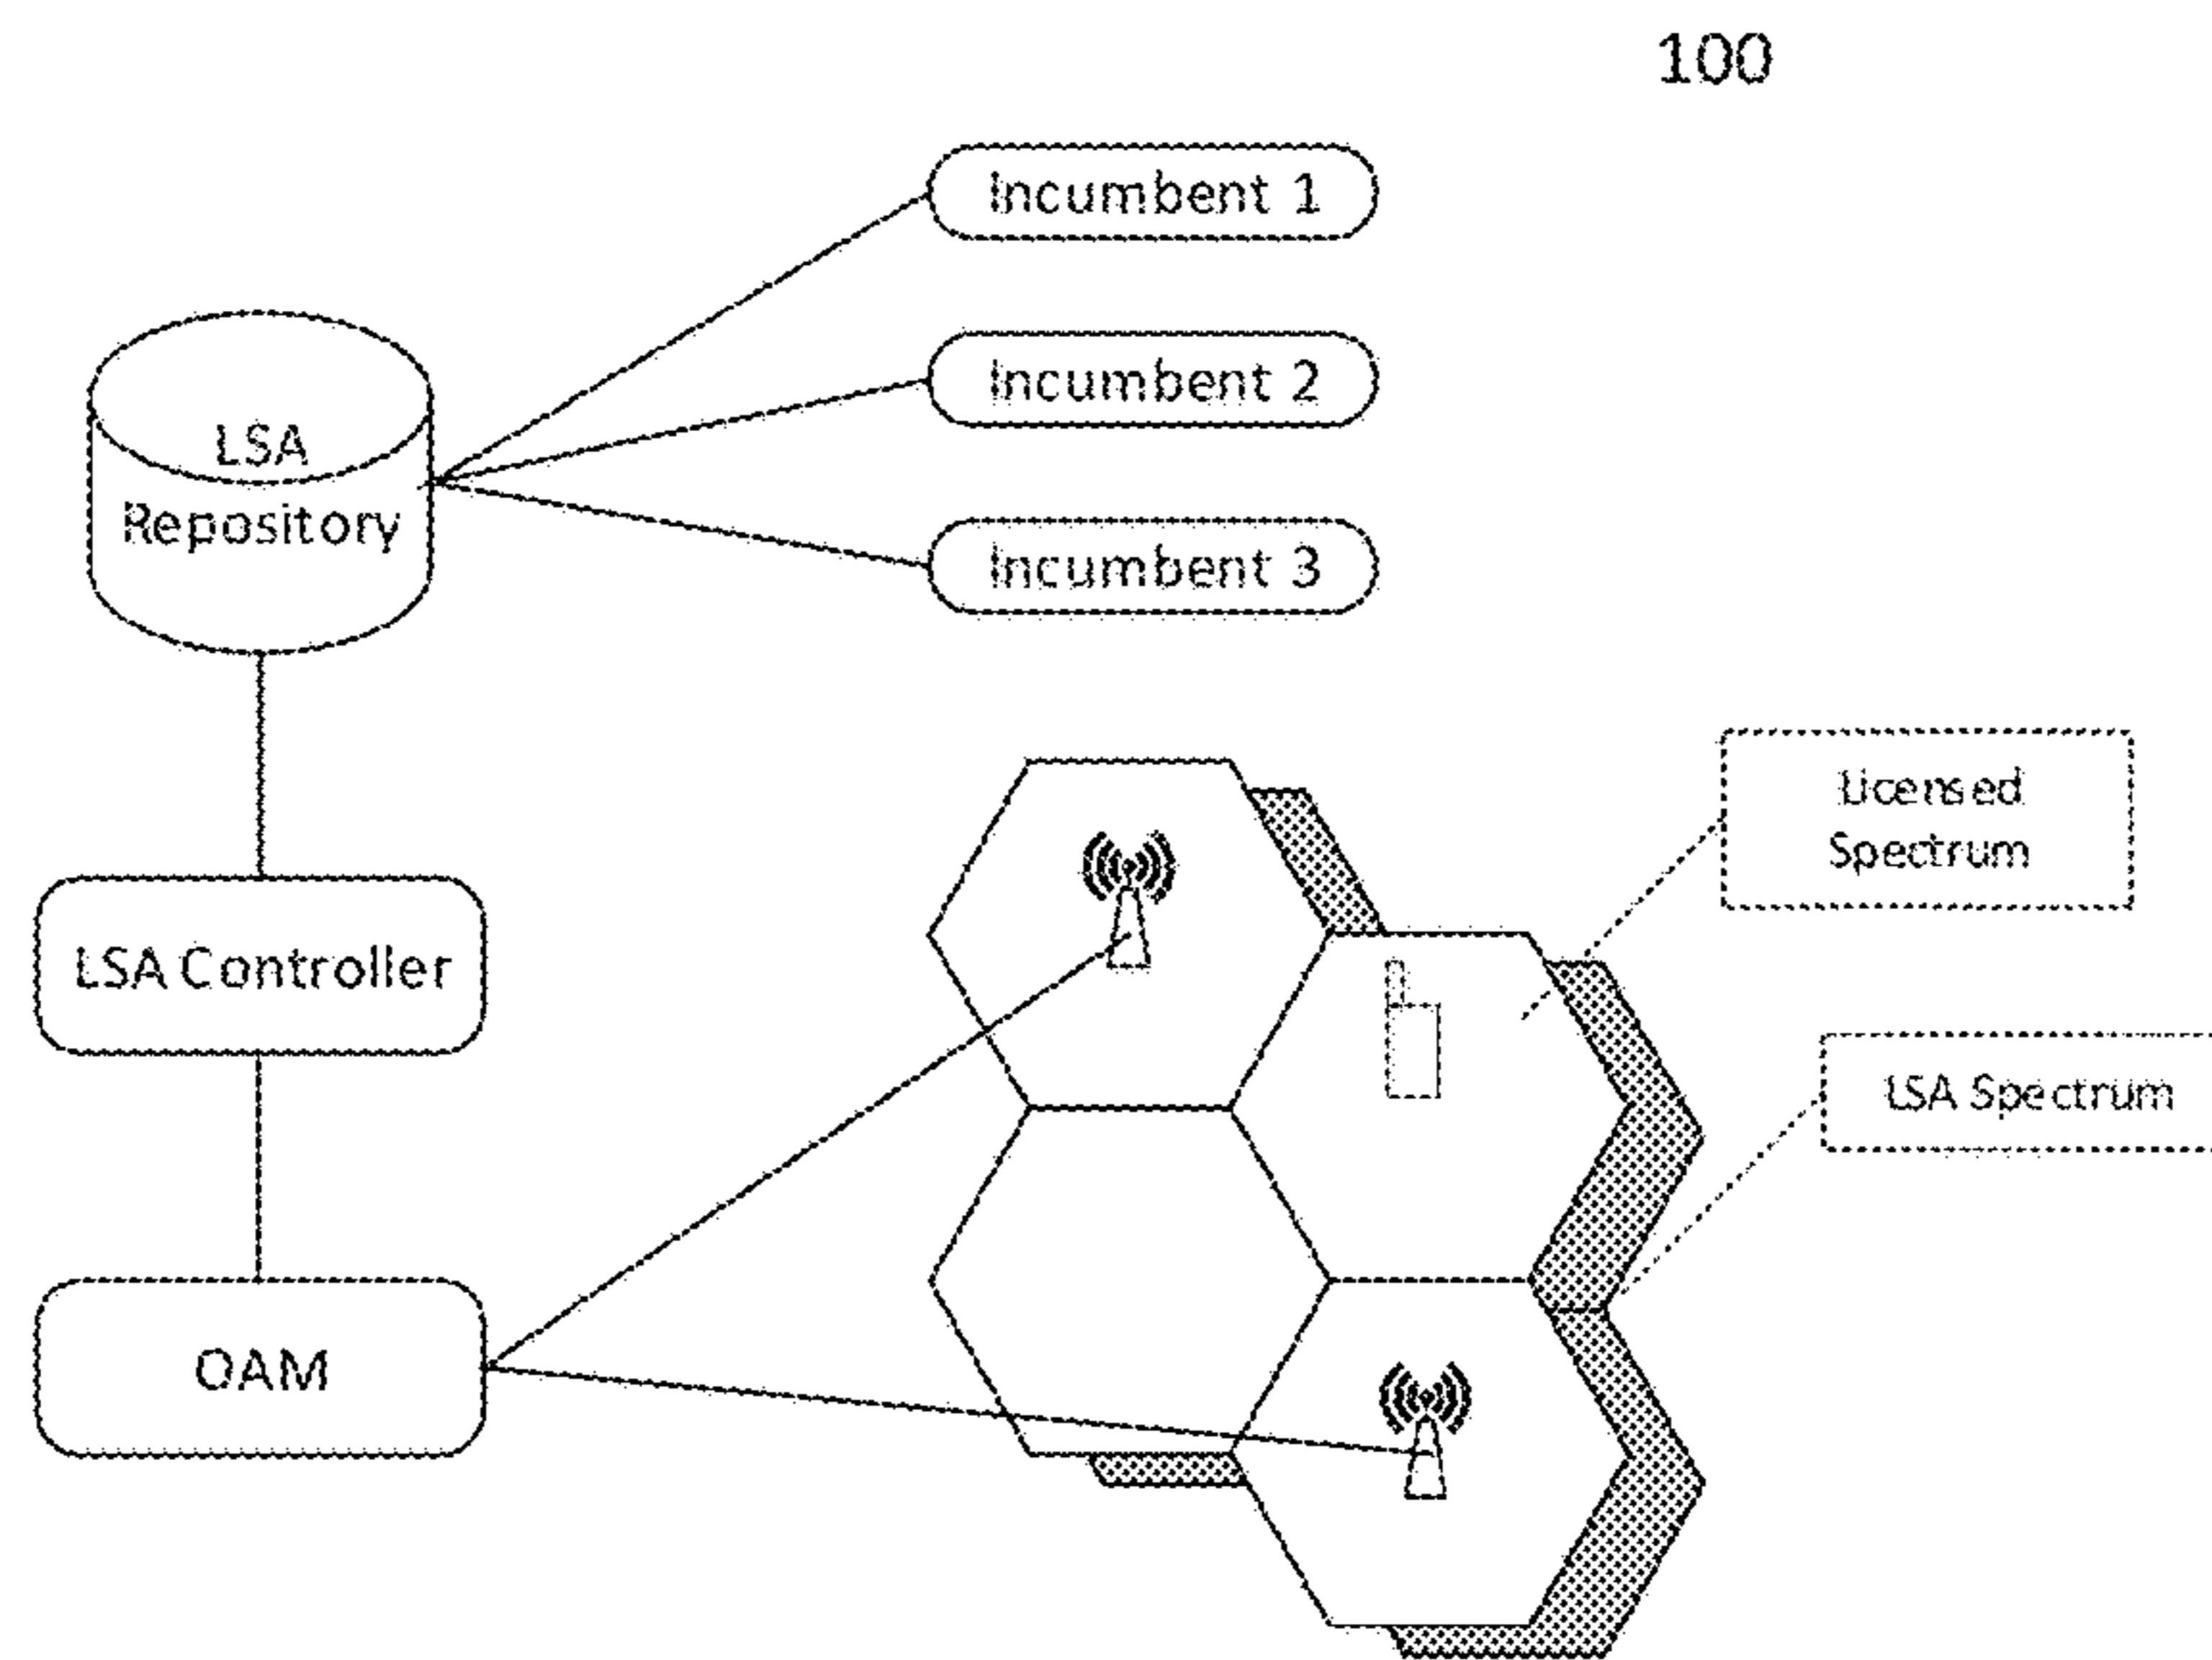 100
Incumbent 1
Incumbent 2
Incumbent 3
LSA
Repository
LSA Controller
OAM
Licensed
Spectrum
LSA Spectrum